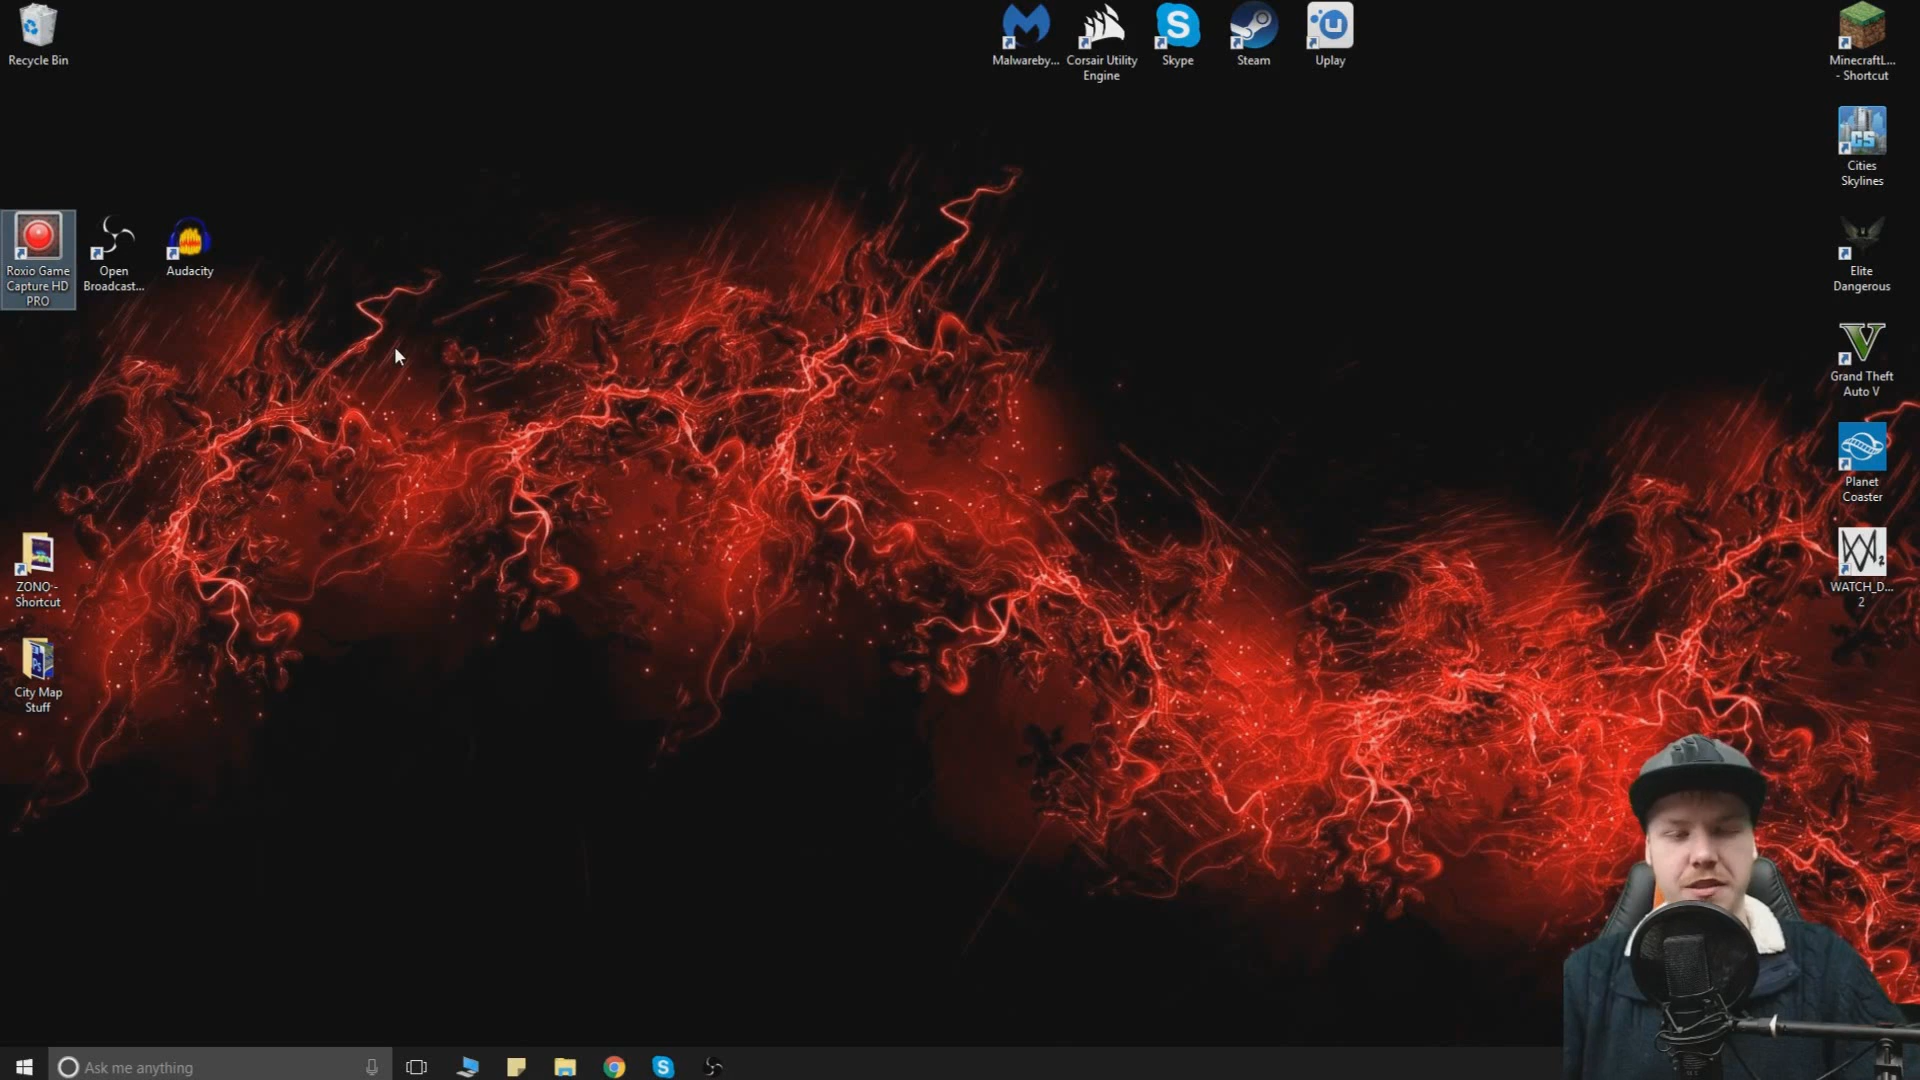 Recycle Bin
Malwareby...
Corsair Utility
Engine
Skype
Steam
Uplay
MinecraftL...
- Shortcut
Cities
Skylines
Roxio Game
Capture HD
PRO
Open
Broadcast...
Audacity
Elite
Dangerous
Grand Theft
Auto V
Planet
Coaster
ZONO -
Shortcut
WATCH_D...
2
City Map
Stuff
Ask me anything